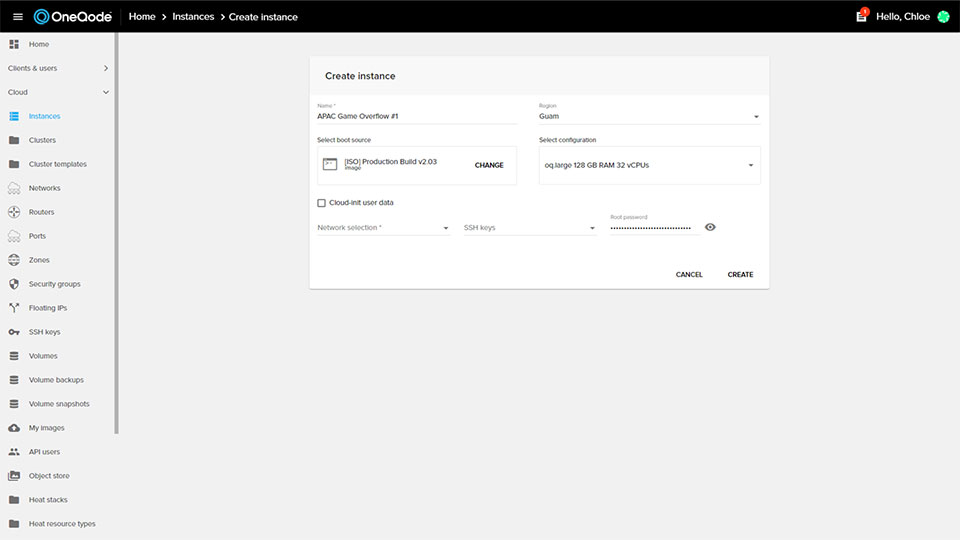 OneQode Home > Instances > Create instance 1 Hello, Chloe
Home
Clients & users
Cloud
Instances
Clusters
Cluster templates
Networks
Routers
Ports
Zones
Security groups
Floating IPs
SSH keys
Volumes
Volume backups
Volume snapshots
My images
API users
Object store
Heat stacks
Heat resource types
Create instance
Name *
APAC Game Overflow #1
Region
Guam
Select boot source
[ISO] Production Build v2.03
Image
CHANGE
Select configuration
oq.large 128 GB RAM 32 vCPUs
Cloud-init user data
Network selection *
SSH keys
Root password
CANCEL
CREATE